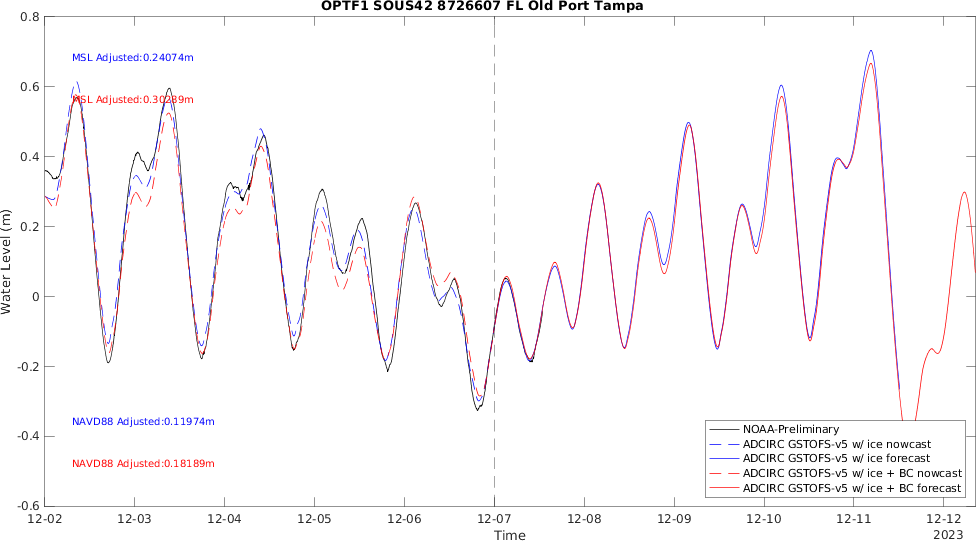 OPTF1 SOUS42 8726607 FL Old Port Tampa
0.8
0.6
0.4
0.2
0
-0.2
-0.4
-0.6
Water Level (m)
MSL Adjusted:0.24074m
MSL Adjusted:0.30289m
NAVD88 Adjusted:0.11974m
NAVD88 Adjusted:0.18189m
NOAA-Preliminary
ADCIRC GSTOFS-v5 w/ ice nowcast
ADCIRC GSTOFS-v5 w/ ice forecast
ADCIRC GSTOFS-v5 w/ ice + BC nowcast
ADCIRC GSTOFS-v5 w/ ice + BC forecast
12-02 12-03 12-04 12-05 12-06 12-07 12-08 12-09 12-10 12-11 12-12
Time
2023